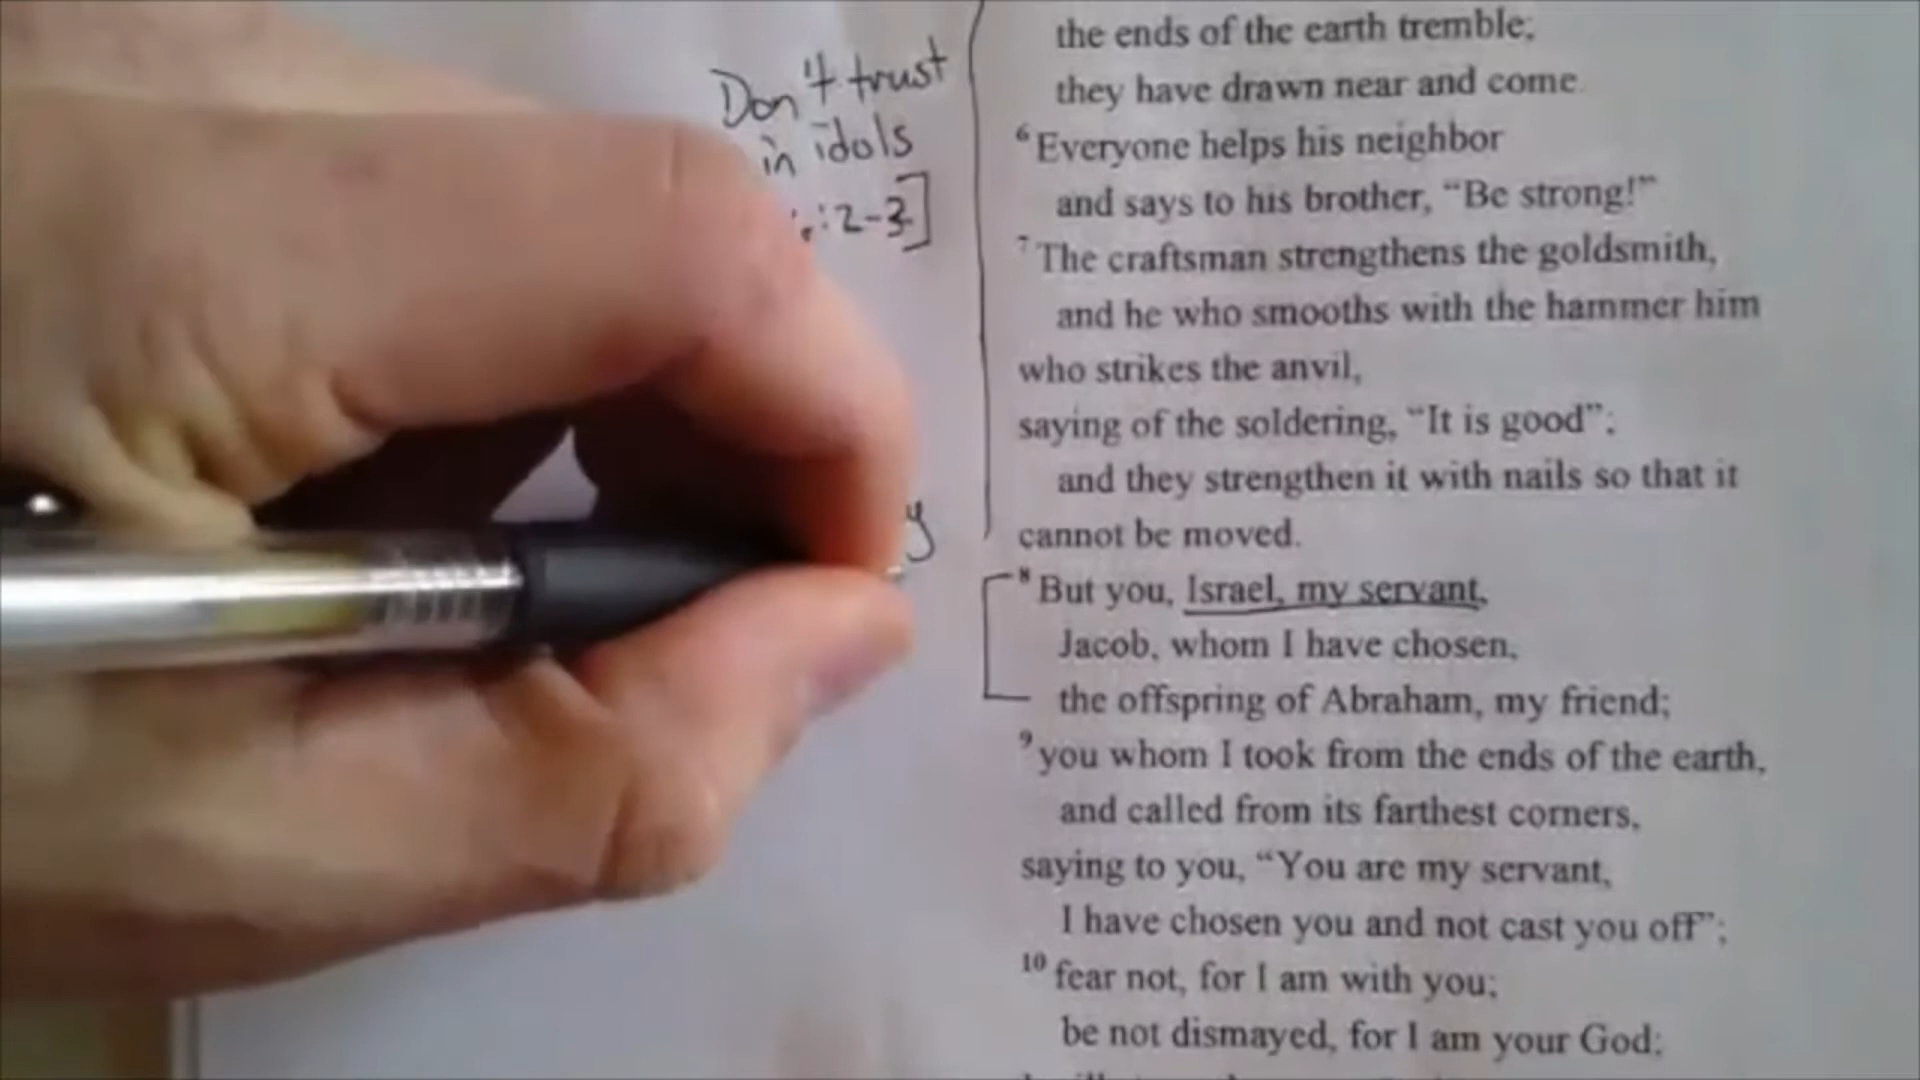 Don't trust
in idols
:2-3]
y
the ends of the earth tremble;
they have drawn near and come.
6 Everyone helps his neighbor
and says to his brother, “Be strong!”
7 The craftsman strengthens the goldsmith,
and he who smooths with the hammer him
who strikes the anvil,
saying of the soldering, “It is good”;
and they strengthen it with nails so that it
cannot be moved.
8 But you, Israel, my servant,
Jacob, whom I have chosen,
the offspring of Abraham, my friend;
9 you whom I took from the ends of the earth,
and called from its farthest corners,
saying to you, “You are my servant,
I have chosen you and not cast you off”;
10 fear not, for I am with you;
be not dismayed, for I am your God;